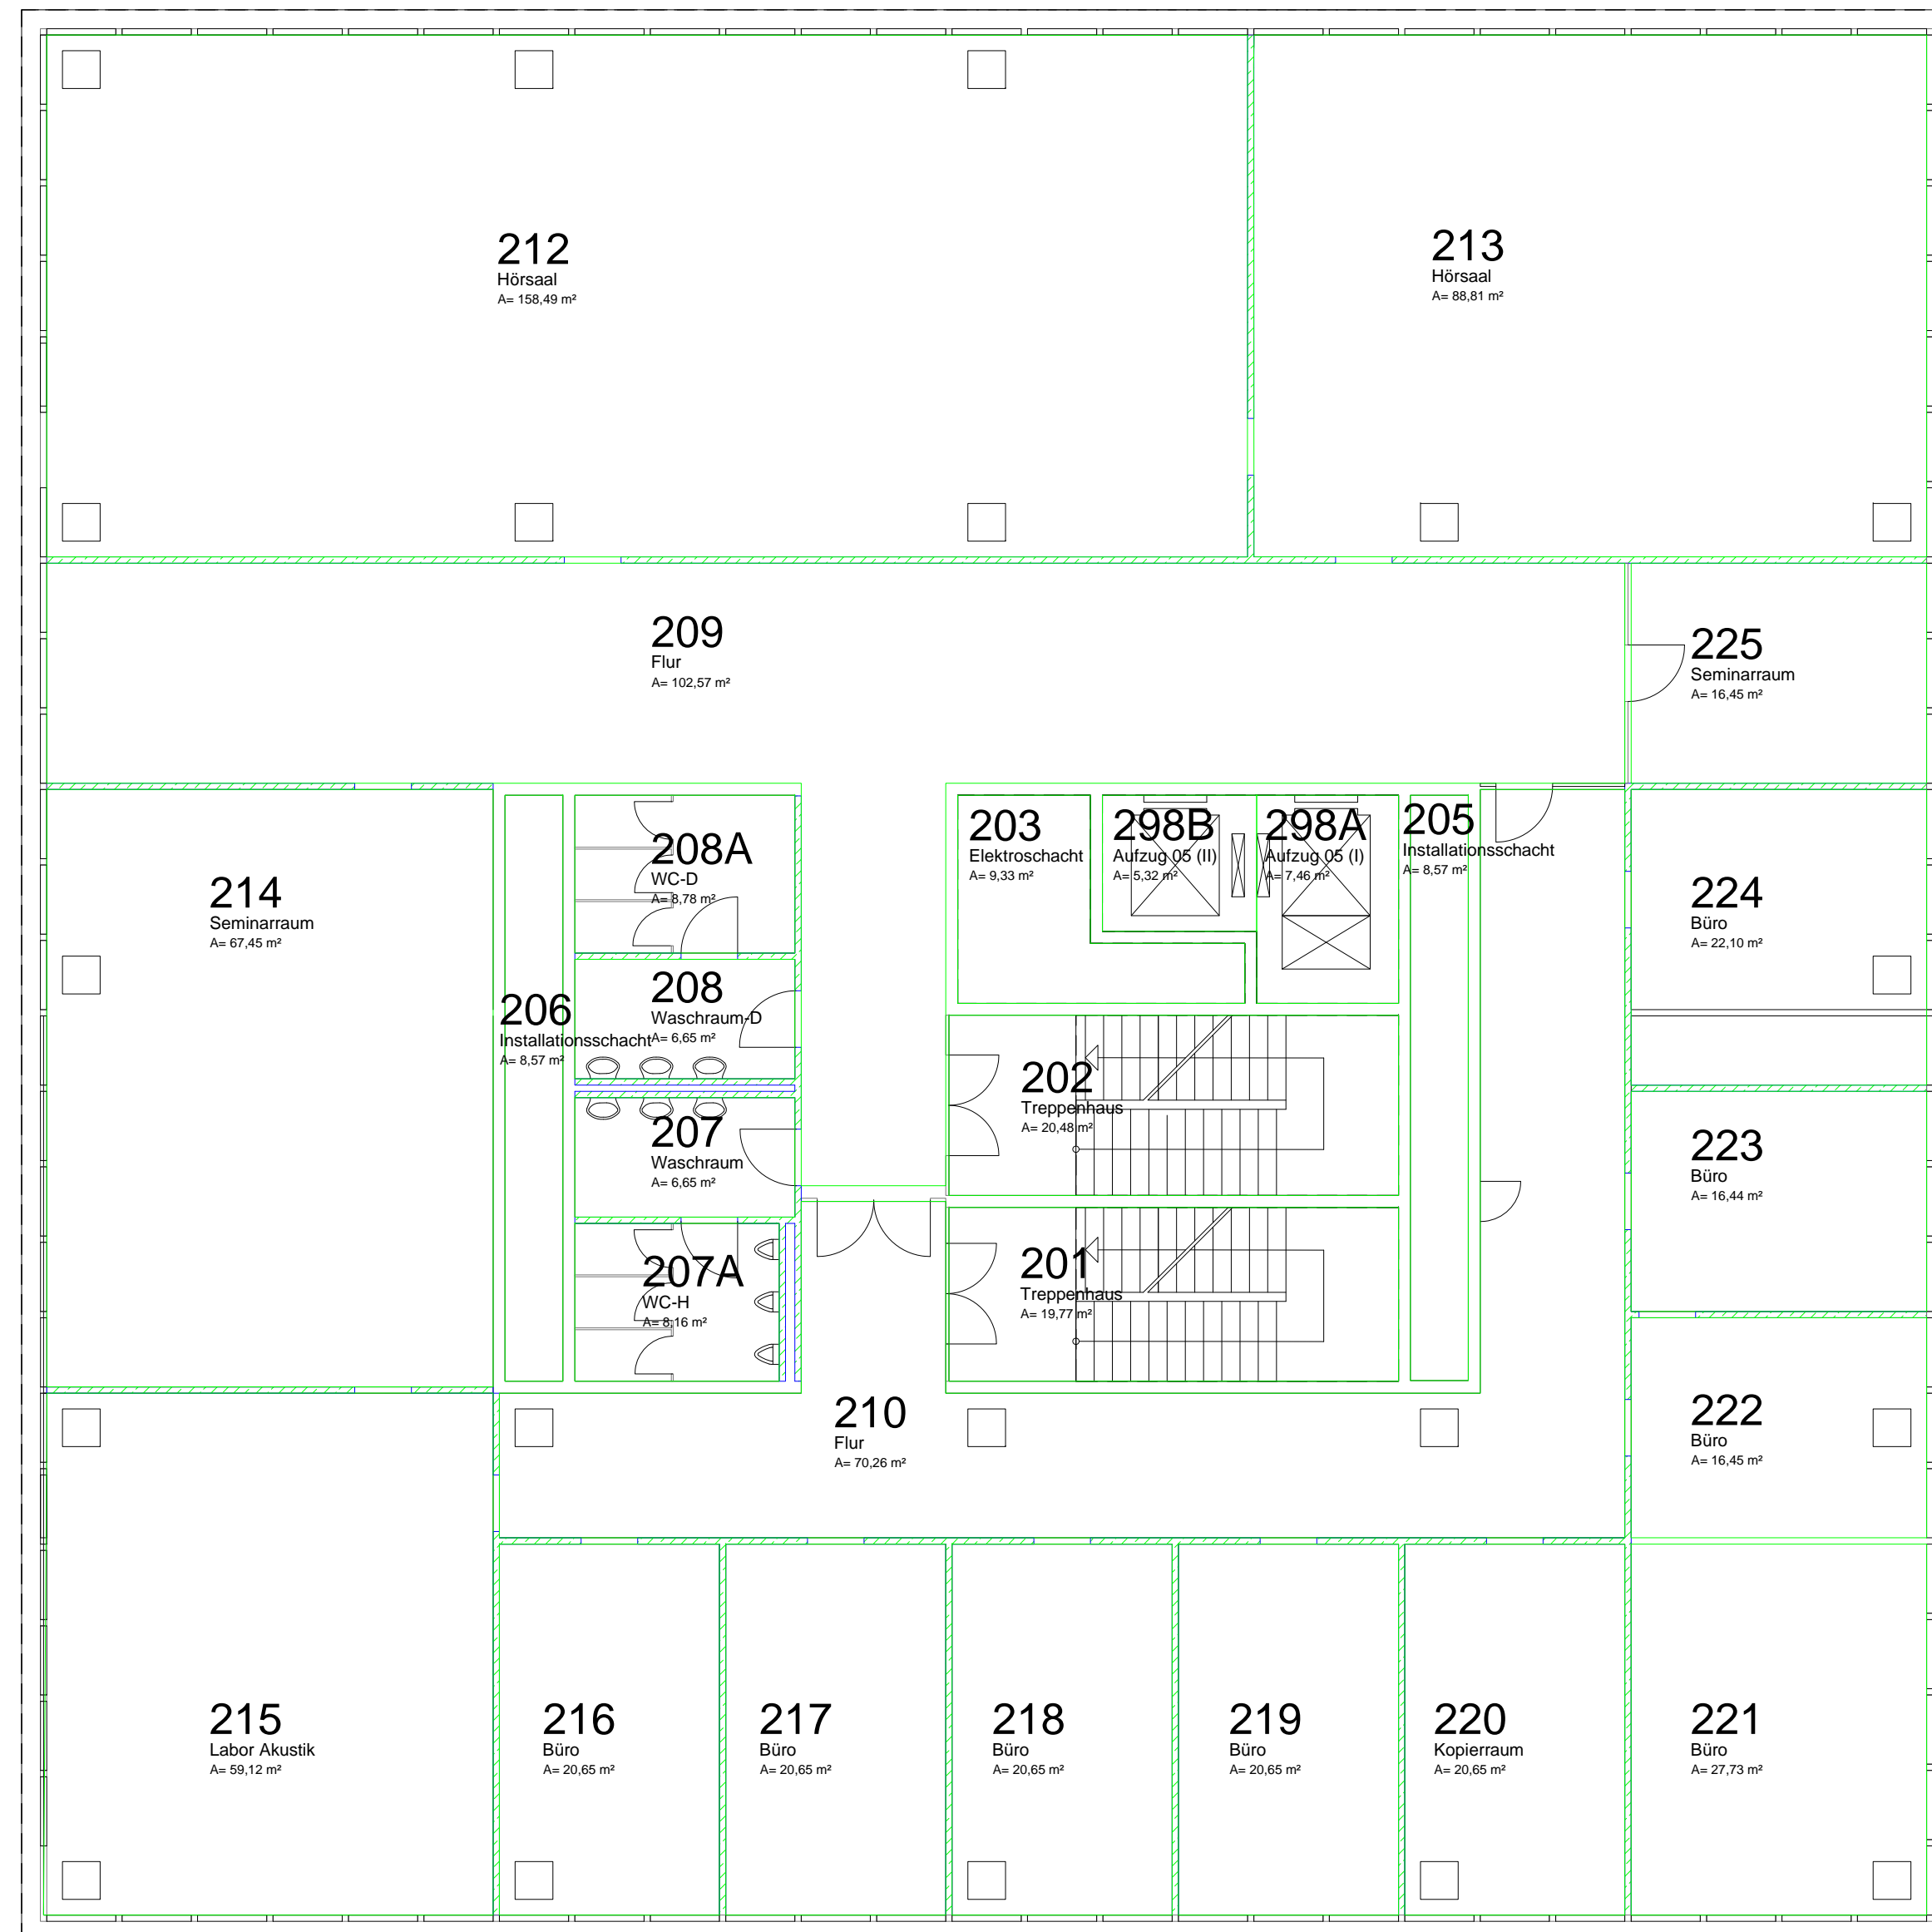 212
Hörsaal
A= 158,49 m²
213
Hörsaal
A= 88,81 m²
209
Flur
A= 102,57 m²
225
Seminarraum
A= 16,45 m²
214
Seminarraum
A= 67,45 m²
208A
WC-D
A= 8,78 m²
203
Elektroschacht
A= 9,33 m²
298B
Aufzug 05 (II)
A= 5,32 m²
298A
Aufzug 05 (I)
A= 7,46 m²
205
Installationsschacht
A= 8,57 m²
224
Büro
A= 22,10 m²
206
Installationsschacht
A= 8,57 m²
208
Waschraum-D
A= 6,65 m²
202
Treppenhaus
A= 20,48 m²
207
Waschraum
A= 6,65 m²
223
Büro
A= 16,44 m²
207A
WC-H
A= 8,16 m²
201
Treppenhaus
A= 19,77 m²
210
Flur
A= 70,26 m²
222
Büro
A= 16,45 m²
215
Labor Akustik
A= 59,12 m²
216
Büro
A= 20,65 m²
217
Büro
A= 20,65 m²
218
Büro
A= 20,65 m²
219
Büro
A= 20,65 m²
220
Kopierraum
A= 20,65 m²
221
Büro
A= 27,73 m²